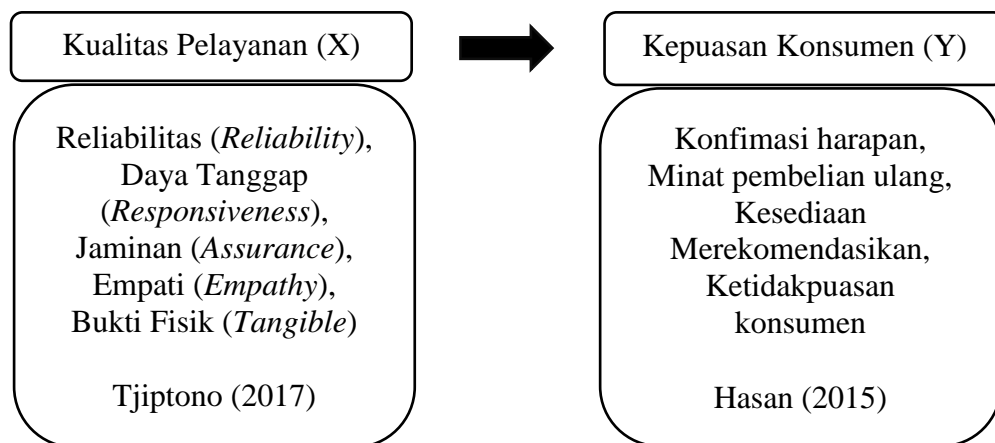 Kualitas Pelayanan (X)
Reliabilitas (Reliability),
Daya Tanggap
(Responsiveness),
Jaminan (Assurance),
Empati (Empathy),
Bukti Fisik (Tangible)
Tjiptono (2017)
Kepuasan Konsumen (Y)
Konfimasi harapan,
Minat pembelian ulang,
Kesediaan
Merekomendasikan,
Ketidakpuasan
konsumen
Hasan (2015)